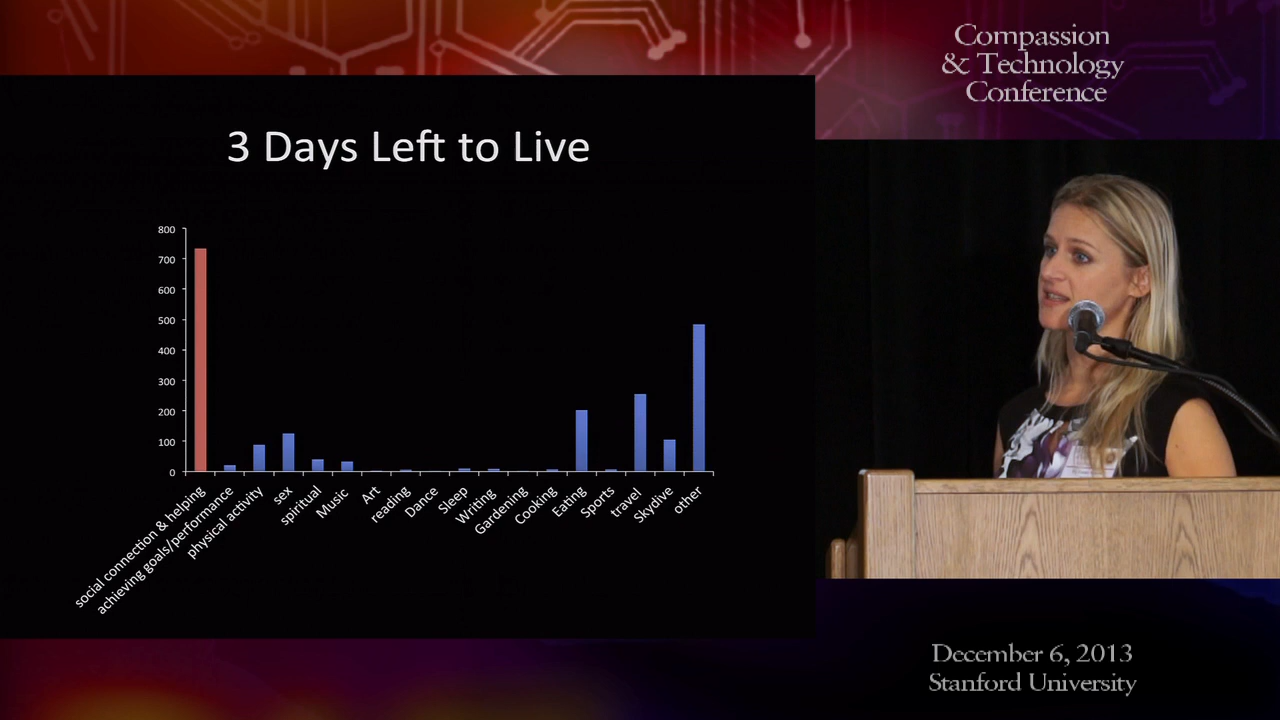 Compassion
& Technology
Conference
3 Days Left to Live
800
700
600
500
400
300
200
100
0
social connection & helping
achieving goals/performance
physical activity
sex
spiritual
Music
Art
reading
Dance
Sleep
Writing
Gardening
Cooking
Eating
Sports
travel
Skydive
other
December 6, 2013
Stanford University